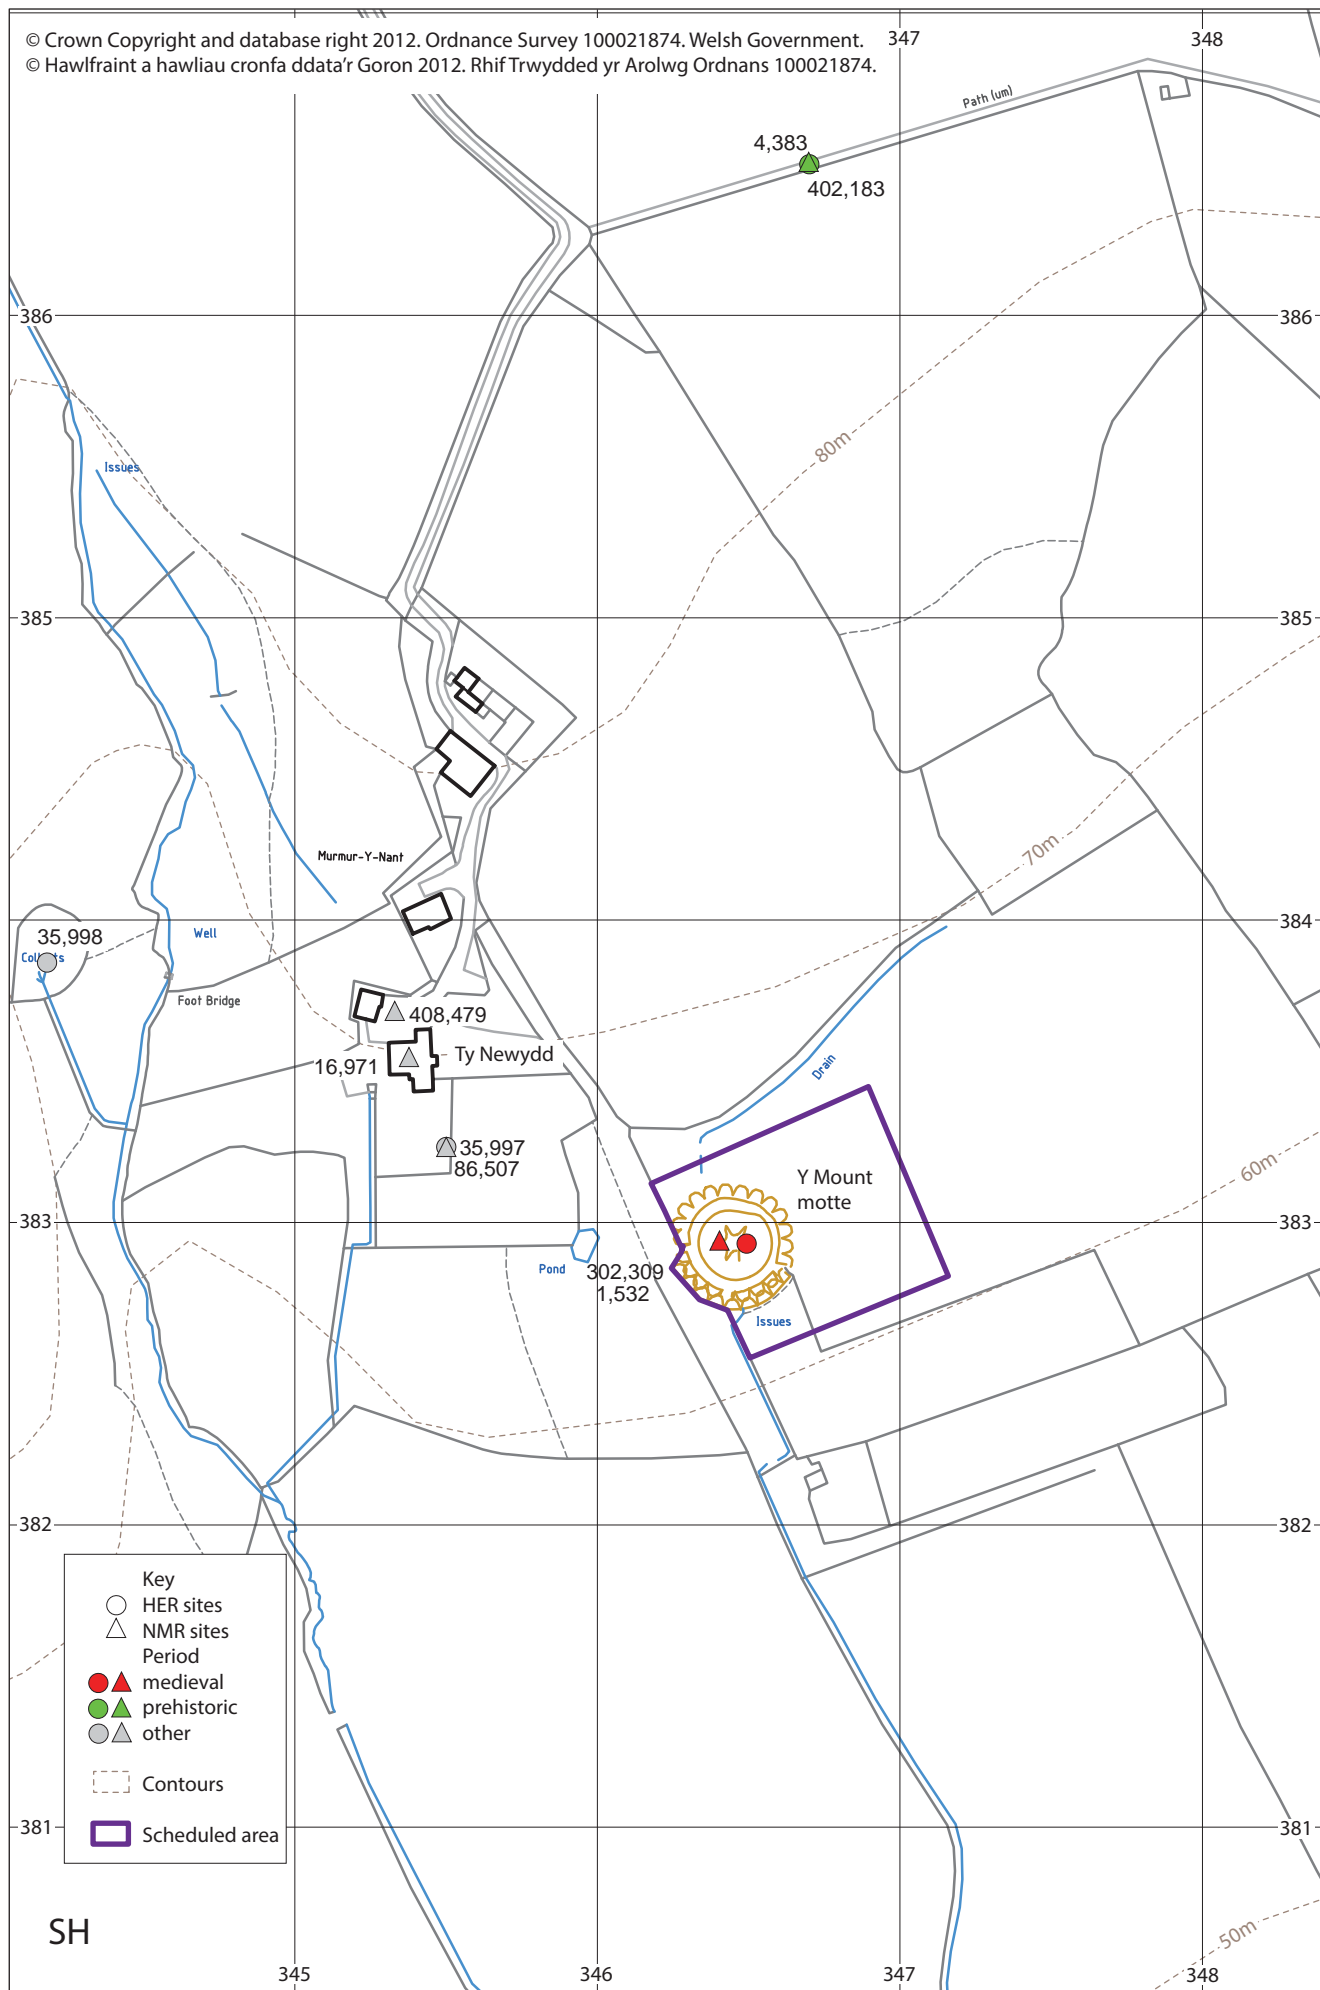 © Crown Copyright and database right 2012. Ordnance Survey 100021874. Welsh Government.
© Hawlfraint a hawliau cronfa ddata'r Goron 2012. Rhif Trwydded yr Arolwg Ordnans 100021874.
347
348
Path (um)
4,383
402,183
386
386
80m
Issues
385
385
70m
Murmur-Y-Nant
384
384
35,998
Well
Foot Bridge
408,479
Ty Newydd
16,971
Drain
35,997
86,507
60m
Y Mount
motte
383
383
Pond
302,309
1,532
Issues
382
382
Key
HER sites
NMR sites
Period
medieval
prehistoric
other
Contours
Scheduled area
381
381
SH
50m
345
346
347
348